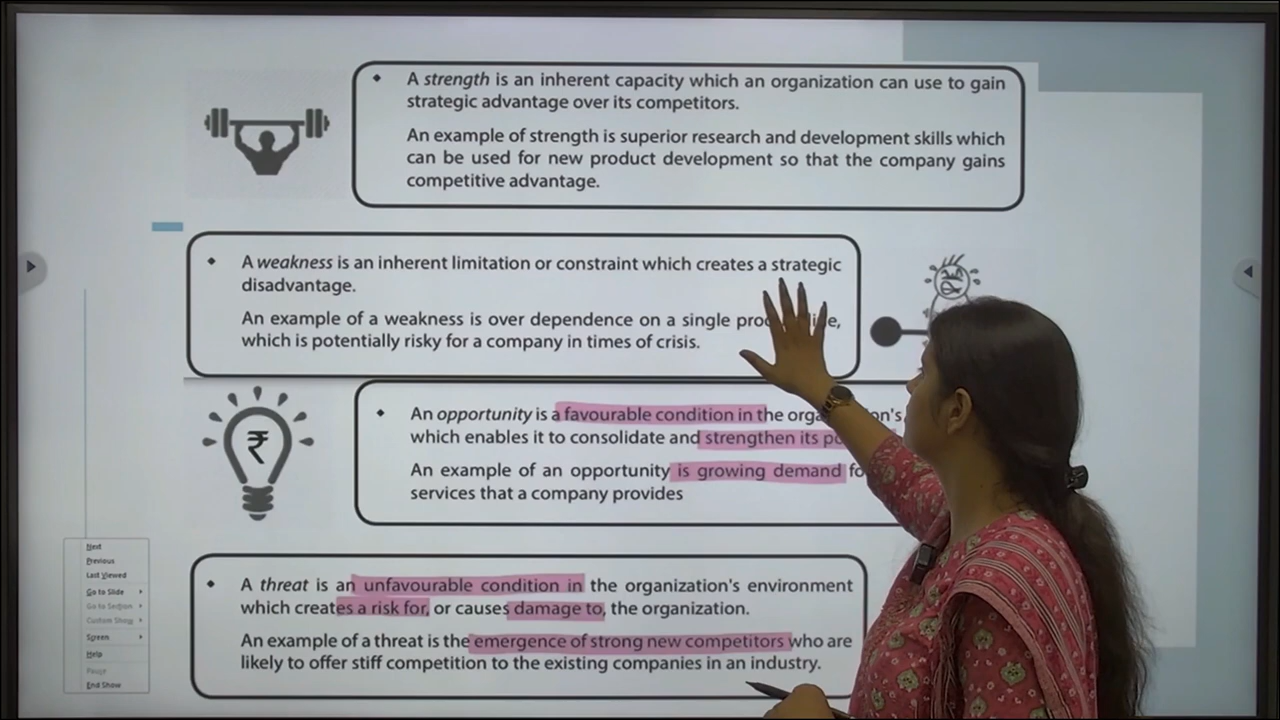 • A strength is an inherent capacity which an organization can use to gain
strategic advantage over its competitors.
An example of strength is superior research and development skills which
can be used for new product development so that the company gains
competitive advantage.
• A weakness is an inherent limitation or constraint which creates a strategic
disadvantage.
An example of a weakness is over dependence on a single
which is potentially risky for a company in times of crisis.
₹
• An opportunity is a favourable condition in the
which enables it to consolidate and strengthen its
An example of an opportunity is growing demand
services that a company provides
• A threat is an unfavourable condition in the organization's environment
which creates a risk for, or causes damage to, the organization.
An example of a threat is the emergence of strong new competitors who are
likely to offer stiff competition to the existing companies in an industry.
Next
Previous
Last Viewed
Go to Slide
Go to Section
Custom Show
Screen
Help
Pause
End Show